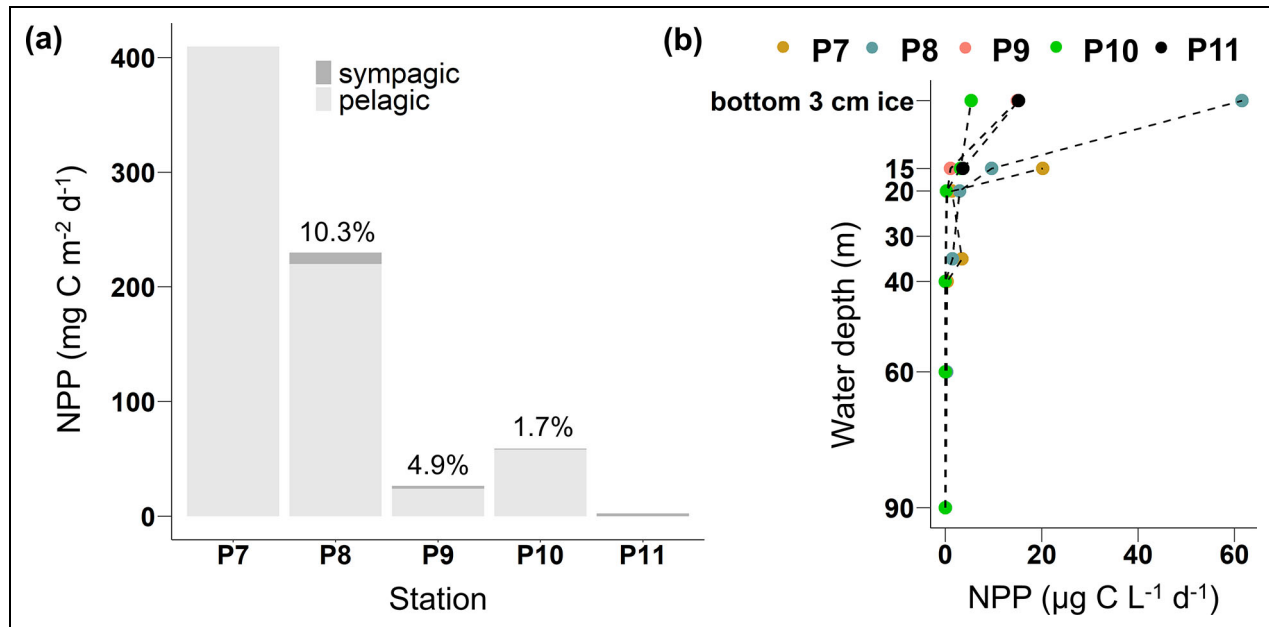 (a)
sympagic
pelagic
NPP (mg C m⁻² d⁻¹)
400
300
200
100
0
10.3%
4.9%
1.7%
P7 P8 P9 P10 P11
Station
(b)
P7 P8 P9 P10 P11
bottom 3 cm ice
15
20
30
40
60
90
Water depth (m)
0 20 40 60
NPP (µg C L⁻¹ d⁻¹)